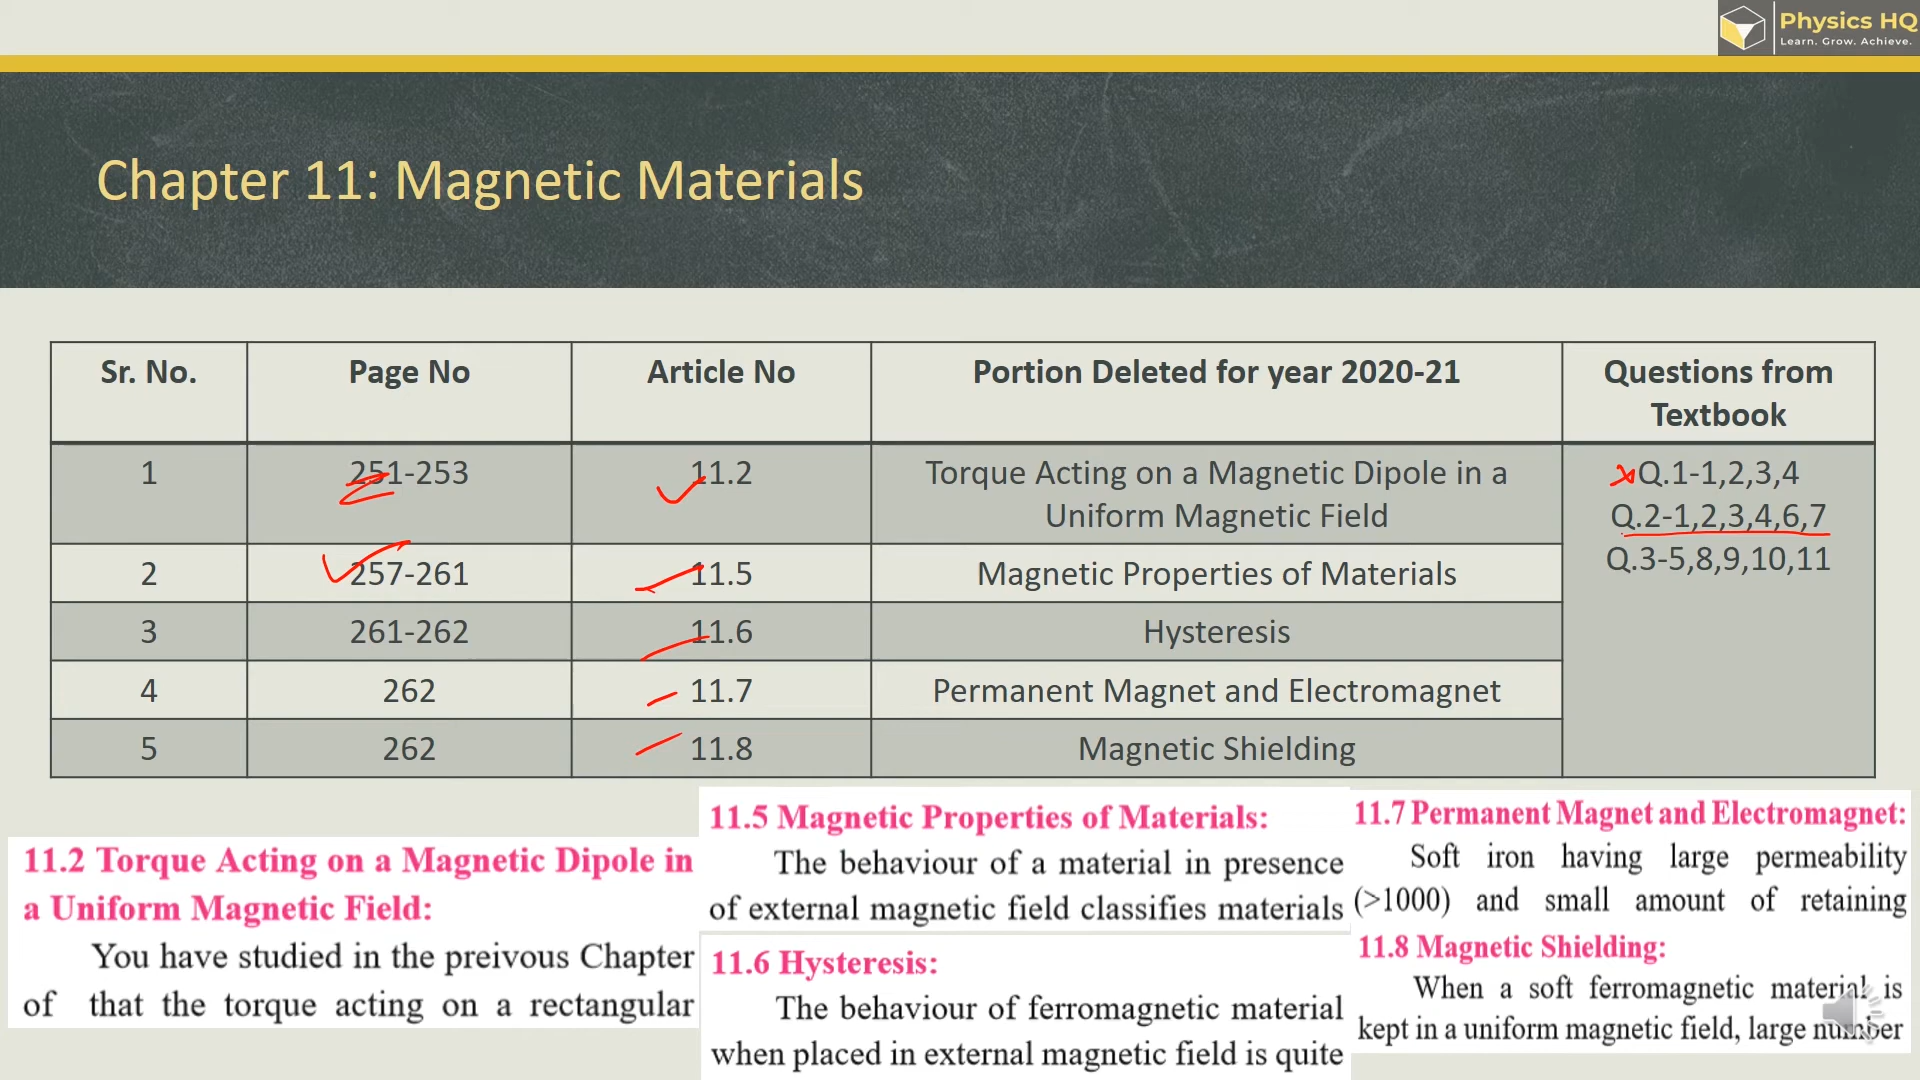 Physics HQ
Learn. Grow. Achieve.
Chapter 11: Magnetic Materials
Sr. No. Page No Article No Portion Deleted for year 2020-21 Questions from
Textbook
1 251-253 11.2 Torque Acting on a Magnetic Dipole in a
Uniform Magnetic Field
Q.1-1,2,3,4
Q.2-1,2,3,4,6,7
Q.3-5,8,9,10,11
2 257-261 11.5 Magnetic Properties of Materials
3 261-262 11.6 Hysteresis
4 262 11.7 Permanent Magnet and Electromagnet
5 262 11.8 Magnetic Shielding
11.2 Torque Acting on a Magnetic Dipole in
a Uniform Magnetic Field:
You have studied in the preivous Chapter
of that the torque acting on a rectangular
11.5 Magnetic Properties of Materials:
The behaviour of a material in presence
of external magnetic field classifies materials
11.6 Hysteresis:
The behaviour of ferromagnetic material
when placed in external magnetic field is quite
11.7 Permanent Magnet and Electromagnet:
Soft iron having large permeability
(>1000) and small amount of retaining
11.8 Magnetic Shielding:
When a soft ferromagnetic material is
kept in a uniform magnetic field, large number